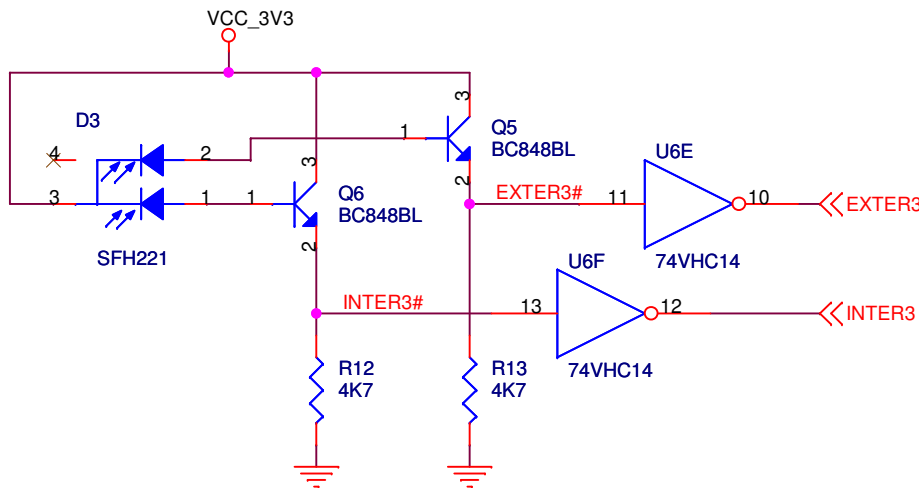 VCC_3V3
D3
4
2
3
1
SFH221
1
3
Q6
BC848BL
2
1
3
Q5
BC848BL
2
EXTER3#
11
U6E
10
74VHC14
EXTER3
INTER3#
13
U6F
12
74VHC14
INTER3
R12
4K7
R13
4K7